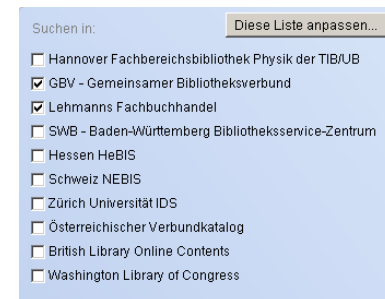 Suchen in: Diese Liste anpassen...
Hannover Fachbereichsbibliothek Physik der TIB/UB
GBV - Gemeinsamer Bibliotheksverbund
Lehmanns Fachbuchhandel
SWB - Baden-Württemberg Bibliotheksservice-Zentrum
Hessen HeBIS
Schweiz NEBIS
Zürich Universität IDS
Österreichischer Verbundkatalog
British Library Online Contents
Washington Library of Congress